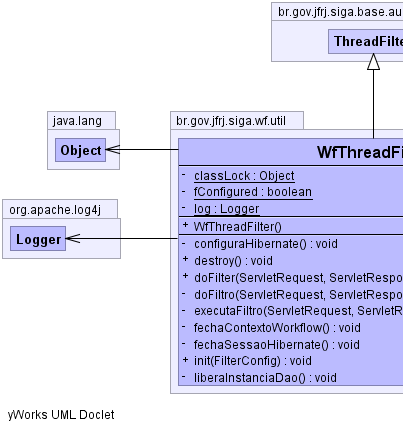 br.gov.jfrj.siga.base.au
ThreadFilte
java.lang
Object
br.gov.jfrj.siga.wf.util
WfThreadFi
- classLock : Object
- fConfigured : boolean
- log : Logger
+ WfThreadFilter()
- configuraHibernate() : void
+ destroy() : void
+ doFilter(ServletRequest, ServletRespo
- doFiltro(ServletRequest, ServletRespo
- executaFiltro(ServletRequest, ServletR
- fechaContextoWorkflow() : void
- fechaSessaoHibernate() : void
+ init(FilterConfig) : void
- liberaInstanciaDao() : void
org.apache.log4j
Logger
yWorks UML Doclet